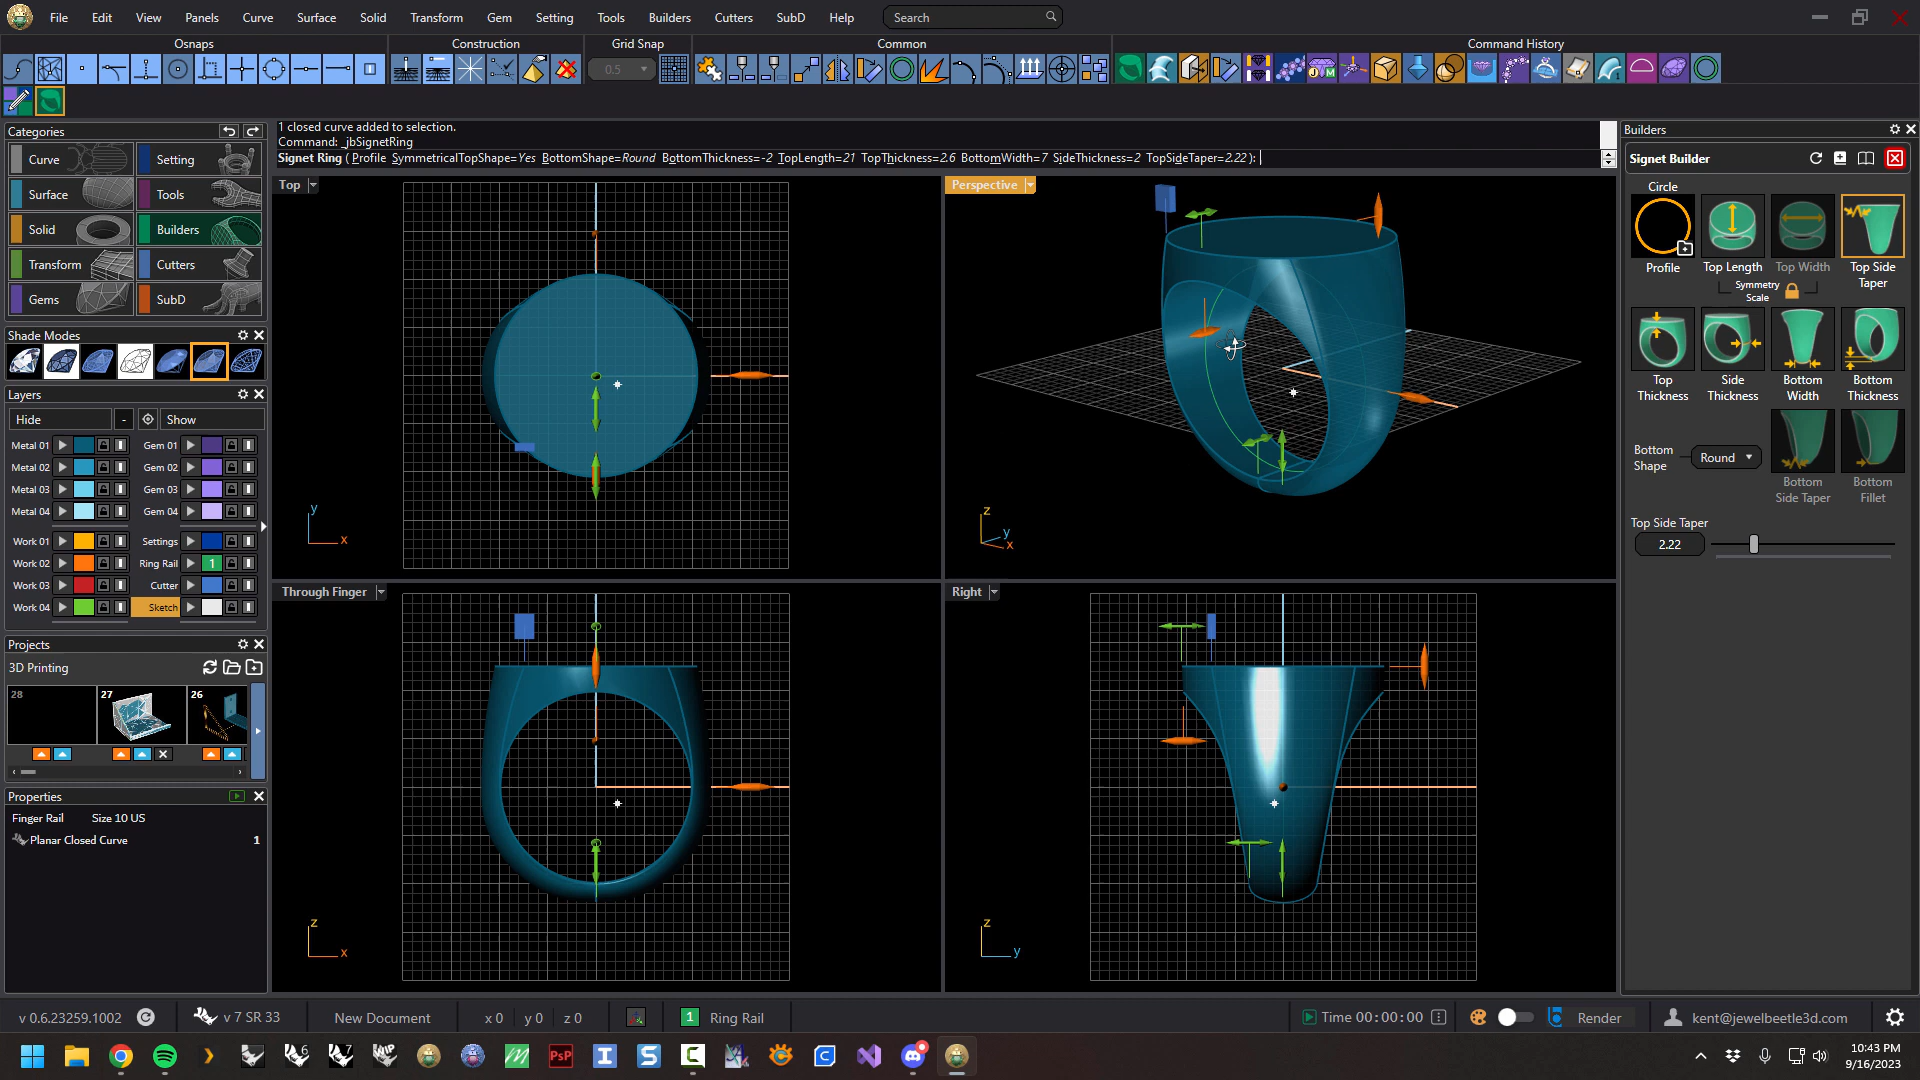 File Edit View Panels Curve Surface Solid Transform Gem Setting Tools Builders Cutters SubD Help Search
Osnaps Construction Grid Snap Common Command History
0.5
Categories
Curve Setting
Surface Tools
Solid Builders
Transform Cutters
Gems SubD
Shade Modes
Layers
Hide - Show
Metal 01 Gem 01
Metal 02 Gem 02
Metal 03 Gem 03
Metal 04 Gem 04
Work 01 Settings
Work 02 Ring Rail 1
Work 03 Cutter
Work 04 Sketch
Projects
3D Printing
28 27 26
Properties
Finger Rail Size 10 US
Planar Closed Curve 1
1 closed curve added to selection.
Command: _jbSignetRing
Signet Ring ( Profile SymmetricalTopShape=Yes BottomShape=Round BottomThickness=-2 TopLength=21 TopThickness=2.6 BottomWidth=7 SideThickness=2 TopSideTaper=2.22 ):
Top
y
x
Perspective
z
y
x
Through Finger
z
x
Right
z
y
Builders
Signet Builder
Circle
Profile Top Length Top Width Top Side Taper
Symmetry Scale
Top Thickness Side Thickness Bottom Width Bottom Thickness
Bottom Shape Round
Bottom Side Taper Bottom Fillet
Top Side Taper
2.22
v 0.6.23259.1002 v 7 SR 33 New Document x 0 y 0 z 0 1 Ring Rail Time 00:00:00 Render kent@jewelbeetle3d.com
6 7 WIP PsP
10:43 PM
9/16/2023